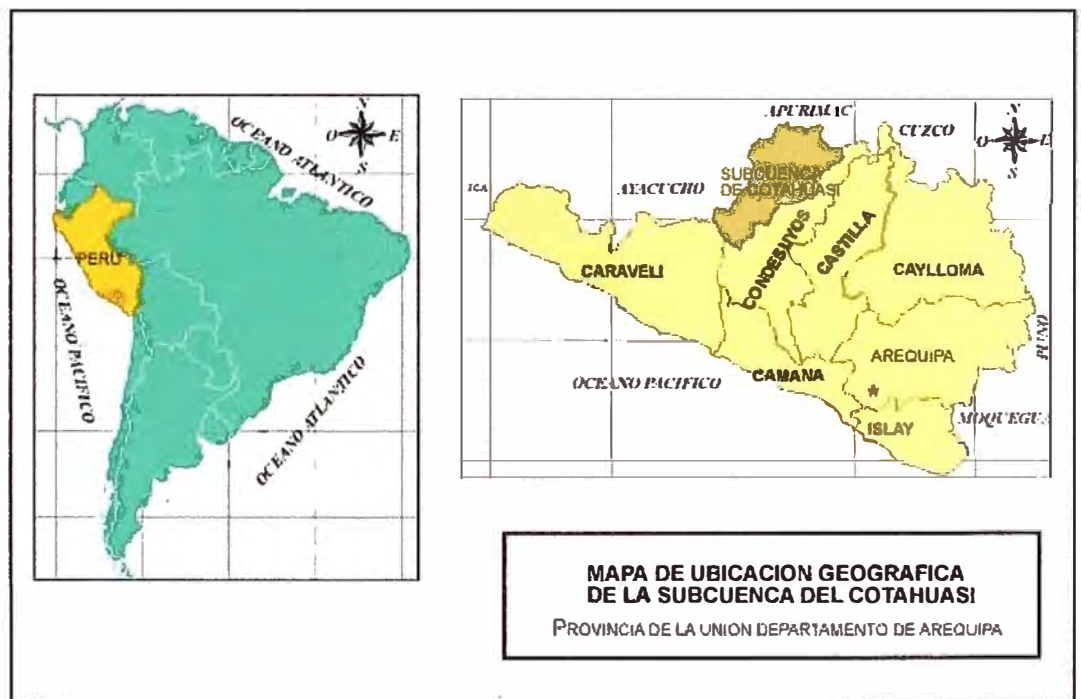 OCEANO ATLANTICO
N
O E
S
PERU
OCEANO PACIFICO
OCEANO ATLANTICO
APURIMAC
CUZCO
N
O E
S
ICA
AYACUCHO
SUBCUENCA
DE COTAHUASI
CARAVELI
CONDESUYOS
CASTILLA
CAYLLOMA
PUNO
AREQUIPA
OCEANO PACIFICO
CAMANA
ISLAY
MOQUEGUA
MAPA DE UBICACION GEOGRAFICA
DE LA SUBCUENCA DEL COTAHUASI
PROVINCIA DE LA UNION DEPARTAMENTO DE AREQUIPA